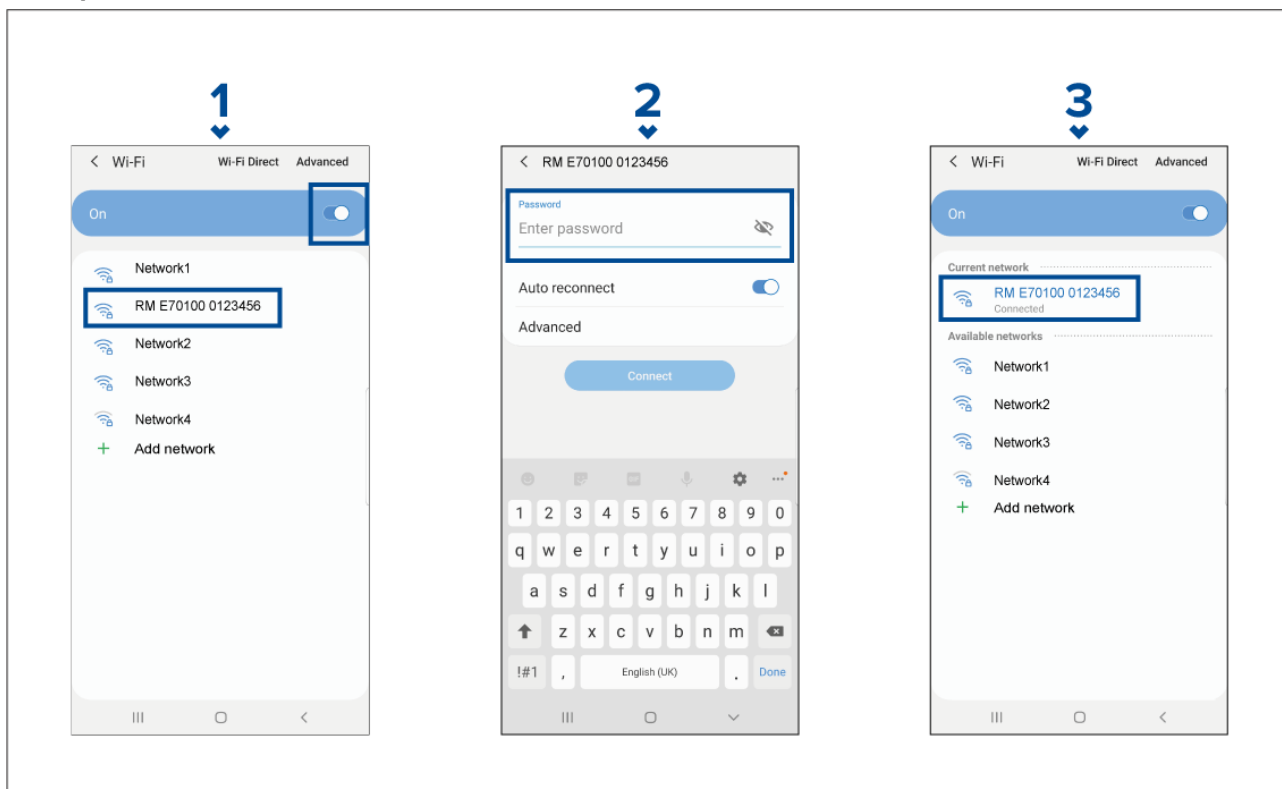 1
Wi-Fi Wi-Fi Direct Advanced
On
Network1
RM E70100 0123456
Network2
Network3
Network4
+ Add network
2
RM E70100 0123456
Password
Enter password
Auto reconnect
Advanced
Connect
1 2 3 4 5 6 7 8 9 0
q w e r t y u i o p
a s d f g h j k l
z x c v b n m
!#1 , English (UK) . Done
3
Wi-Fi Wi-Fi Direct Advanced
On
Current network
RM E70100 0123456
Connected
Available networks
Network1
Network2
Network3
Network4
+ Add network